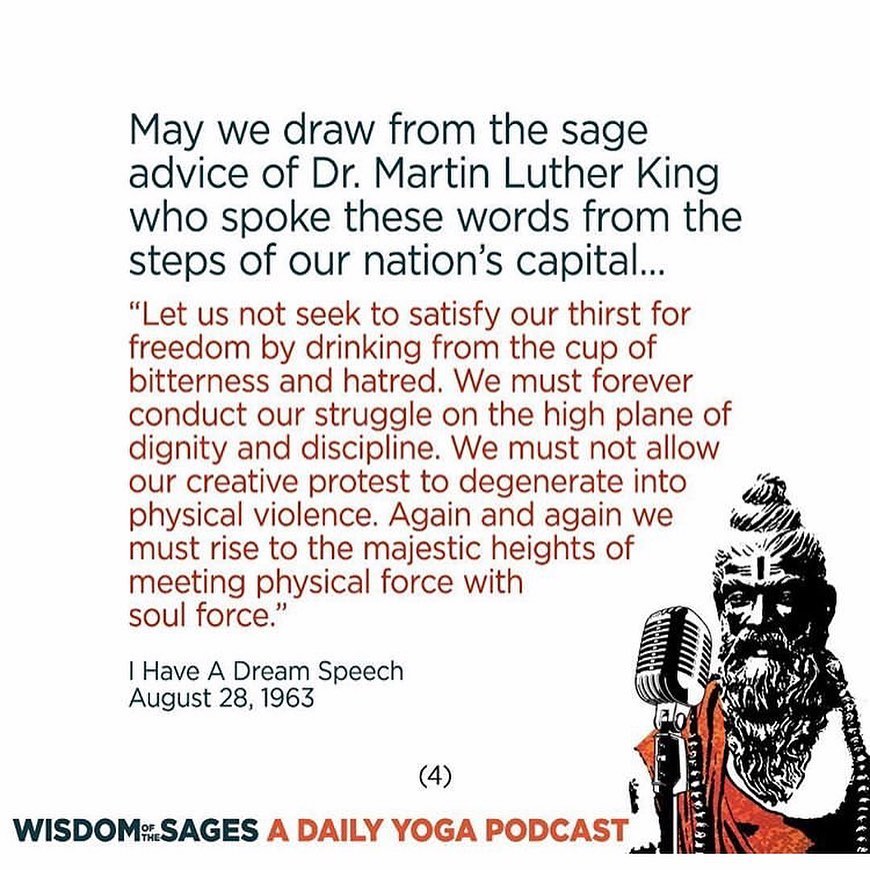 May we draw from the sage
advice of Dr. Martin Luther King
who spoke these words from the
steps of our nation’s capital...
“Let us not seek to satisfy our thirst for
freedom by drinking from the cup of
bitterness and hatred. We must forever
conduct our struggle on the high plane of
dignity and discipline. We must not allow
our creative protest to degenerate into
physical violence. Again and again we
must rise to the majestic heights of
meeting physical force with
soul force.”
I Have A Dream Speech
August 28, 1963
(4)
WISDOM OF THE SAGES A DAILY YOGA PODCAST